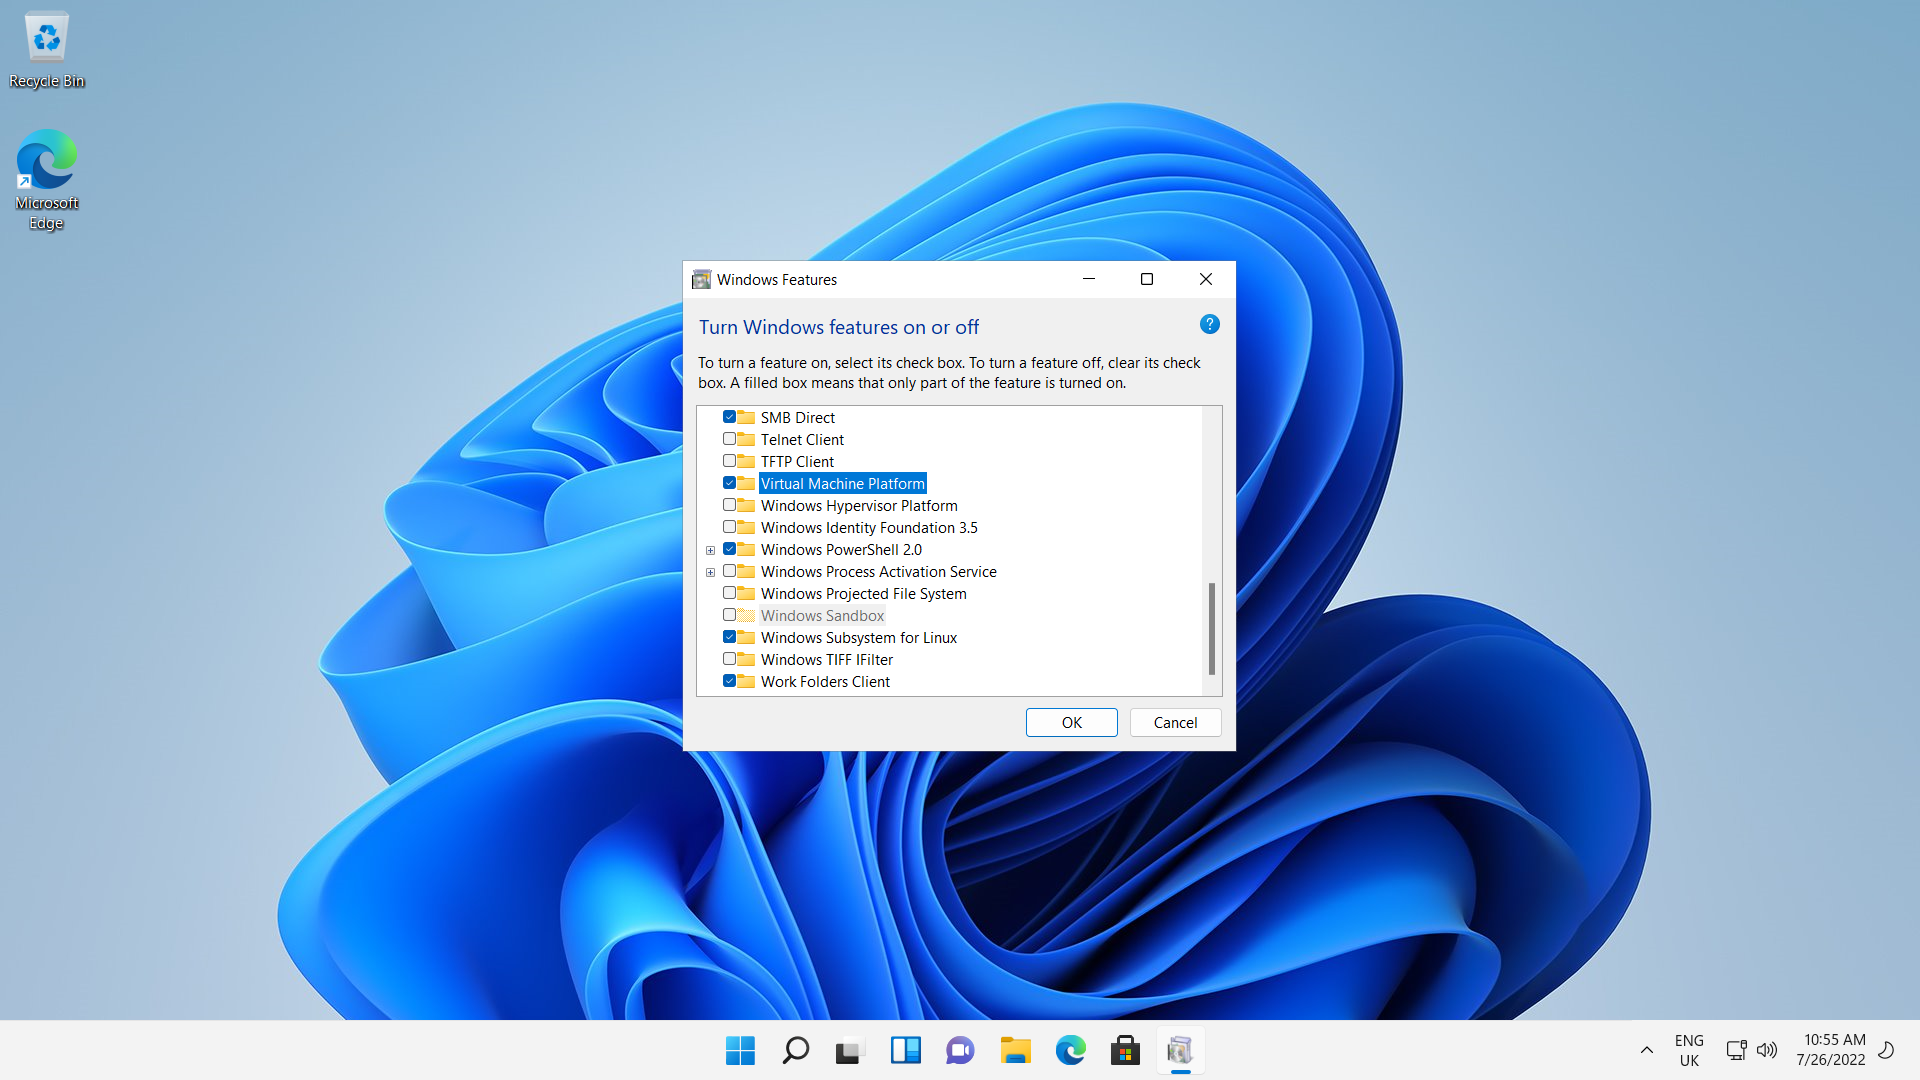 Recycle Bin
Microsoft
Edge
Windows Features
Turn Windows features on or off
?
To turn a feature on, select its check box. To turn a feature off, clear its check
box. A filled box means that only part of the feature is turned on.
SMB Direct
Telnet Client
TFTP Client
Virtual Machine Platform
Windows Hypervisor Platform
Windows Identity Foundation 3.5
Windows PowerShell 2.0
Windows Process Activation Service
Windows Projected File System
Windows Sandbox
Windows Subsystem for Linux
Windows TIFF IFilter
Work Folders Client
OK
Cancel
ENG
UK
10:55 AM
7/26/2022